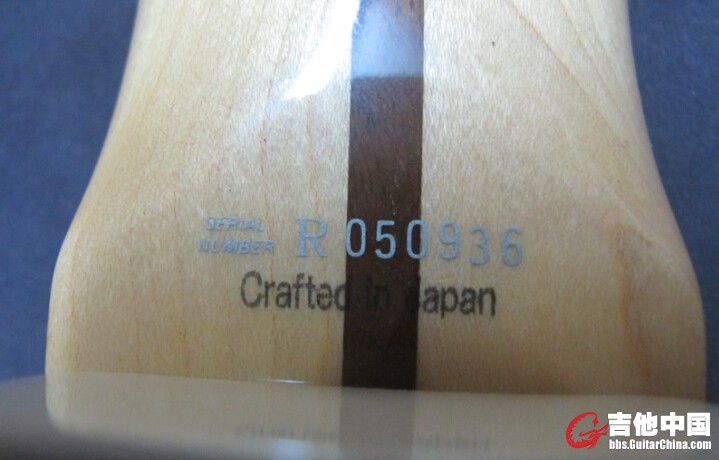 SERIAL
NUMBER R 050936
Crafted in Japan
吉他中国
bbs.GuitarChina.com